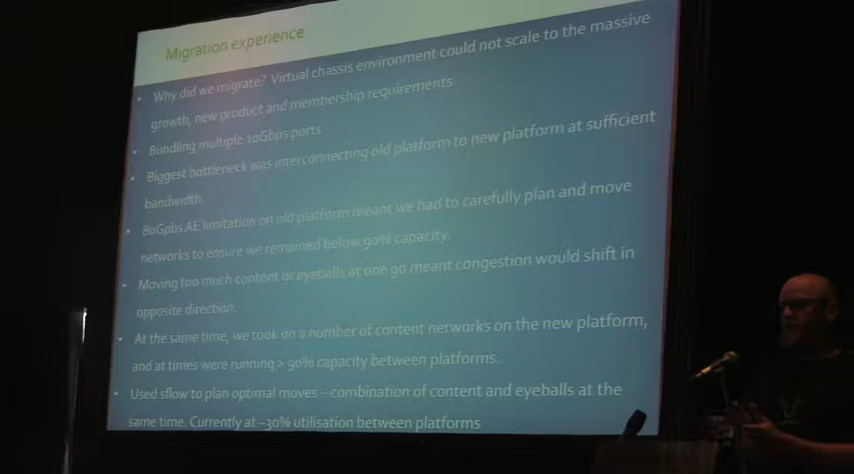 Migration experience
• Why did we migrate? Virtual chassis environment could not scale to the massive
growth, new product and membership requirements.
• Bundling multiple 10Gbps ports
• Biggest bottleneck was interconnecting old platform to new platform at sufficient
bandwidth.
• 80Gpbs AE limitation on old platform meant we had to carefully plan and move
networks to ensure we remained below 90% capacity.
• Moving too much content or eyeballs at one go meant congestion would shift in
opposite direction.
• At the same time, we took on a number of content networks on the new platform,
and at times were running > 90% capacity between platforms.
• Used sflow to plan optimal moves – combination of content and eyeballs at the
same time. Currently at ~30% utilisation between platforms